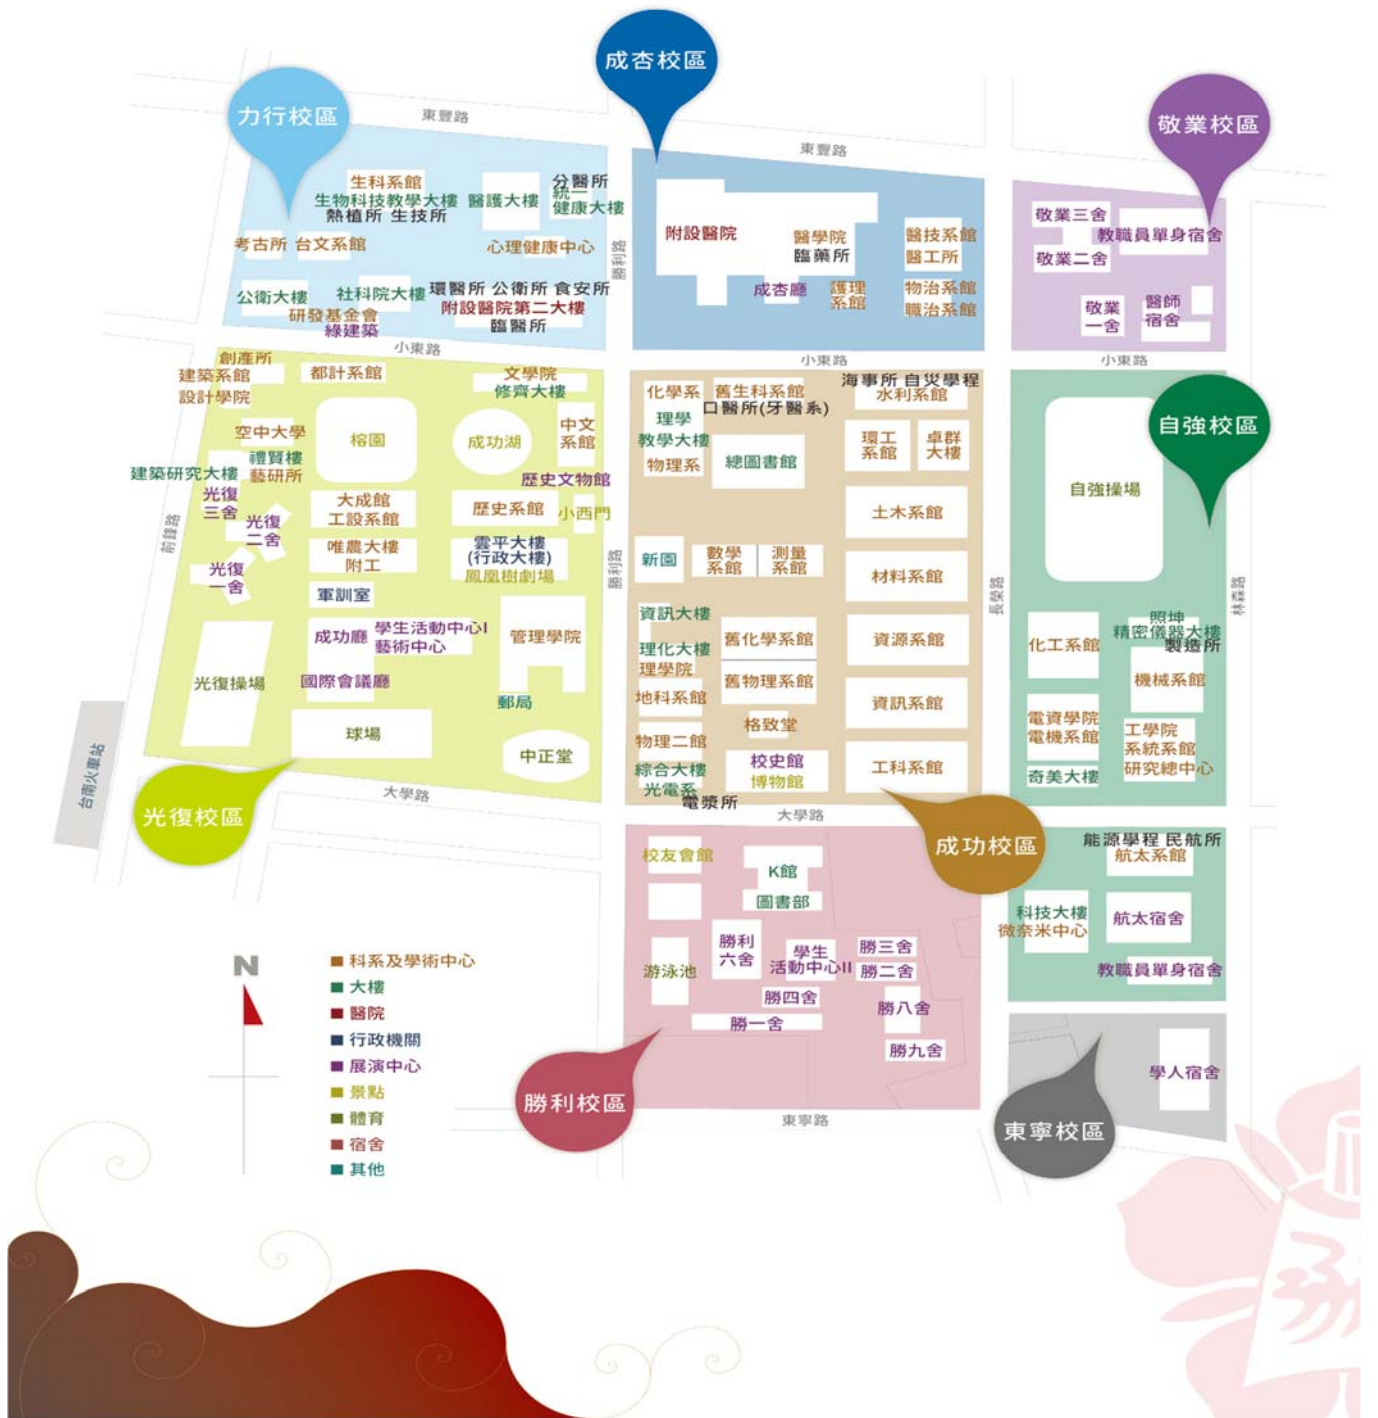 成杏校區
力行校區
敬業校區
東豐路
東豐路
生科系館
生物科技教學大樓
熱植所 生技所
醫護大樓
分醫所
統一
健康大樓
考古所
台文系館
心理健康中心
公衛大樓
社科院大樓
研發基金會
綠建築
環醫所 公衛所 食安所
附設醫院第二大樓
臨醫所
勝利路
附設醫院
醫學院
臨藥所
醫技系館
醫工所
成杏廳
護理
系館
物治系館
職治系館
敬業三舍
教職員單身宿舍
敬業二舍
敬業
一舍
醫師
宿舍
小東路
小東路
小東路
創產所
建築系館
設計學院
都計系館
文學院
修齊大樓
空中大學
榕園
成功湖
中文
系館
禮賢樓
藝研所
建築研究大樓
歷史文物館
光復
三舍
大成館
工設系館
歷史系館
小西門
光復
二舍
前鋒路
唯農大樓
附工
雲平大樓
(行政大樓)
鳳凰樹劇場
光復
一舍
軍訓室
成功廳
學生活動中心I
藝術中心
管理學院
光復操場
國際會議廳
郵局
球場
中正堂
台南火車站
光復校區
大學路
勝利路
化學系
舊生科系館
口醫所(牙醫系)
海事所 自災學程
水利系館
理學
教學大樓
物理系
總圖書館
環工
系館
卓群
大樓
土木系館
新園
數學
系館
測量
系館
材料系館
資訊大樓
舊化學系館
資源系館
理化大樓
理學院
舊物理系館
地科系館
資訊系館
格致堂
物理二館
校史館
博物館
工科系館
綜合大樓
光電系
電漿所
大學路
成功校區
長榮路
自強校區
自強操場
林森路
照坤
精密儀器大樓
製造所
化工系館
機械系館
電資學院
電機系館
工學院
系統系館
研究總中心
奇美大樓
能源學程 民航所
航太系館
科技大樓
微奈米中心
航太宿舍
教職員單身宿舍
校友會館
K館
圖書部
勝利
六舍
學生
活動中心II
勝三舍
游泳池
勝二舍
勝四舍
勝八舍
勝一舍
勝九舍
勝利校區
東寧路
東寧校區
學人宿舍
N
科系及學術中心
大樓
醫院
行政機關
展演中心
景點
體育
宿舍
其他